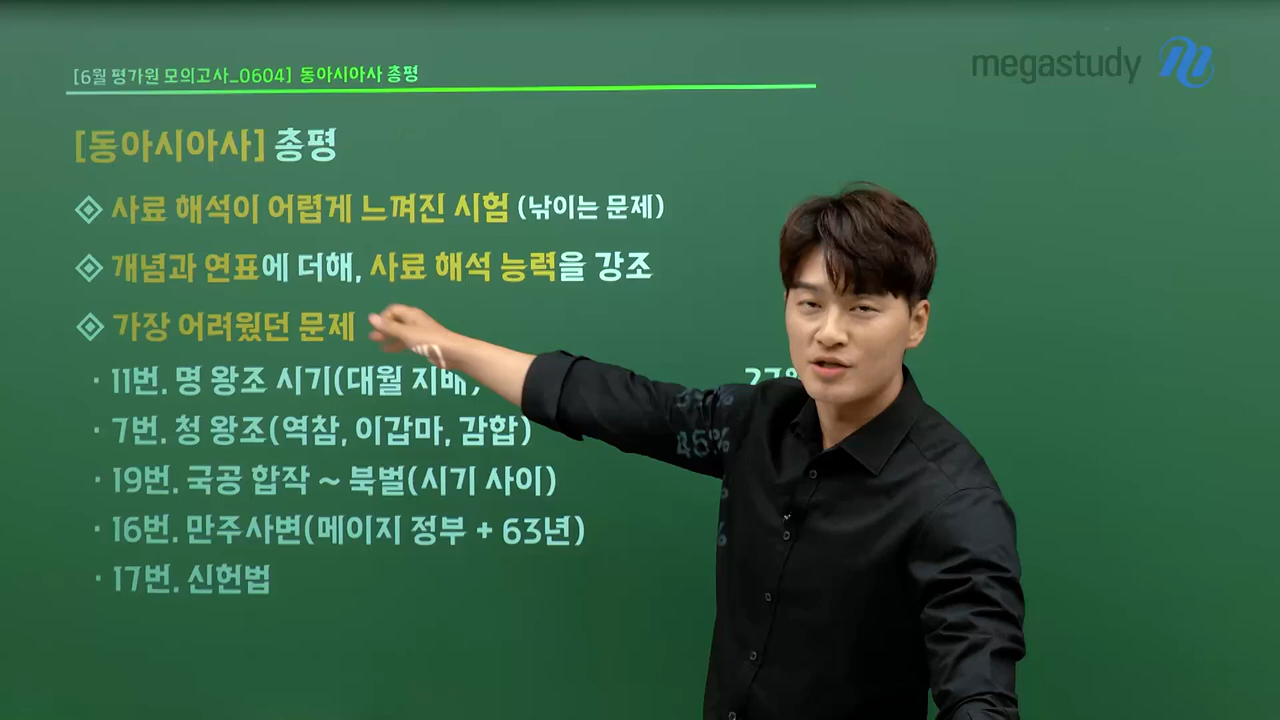 [6월 평가원 모의고사_0604] 동아시아사 총평
megastudy
[동아시아사] 총평
사료 해석이 어렵게 느껴진 시험 (낚이는 문제)
개념과 연표에 더해, 사료 해석 능력을 강조
가장 어려웠던 문제
· 11번. 명 왕조 시기(대월 지배)
· 7번. 청 왕조(역참, 이갑마, 감합)
45%
· 19번. 국공 합작 ~ 북벌(시기 사이)
· 16번. 만주사변(메이지 정부 + 63년)
· 17번. 신헌법